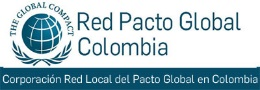 THE GLOBAL COMPACT
Red Pacto Global
Colombia
Corporación Red Local del Pacto Global en Colombia